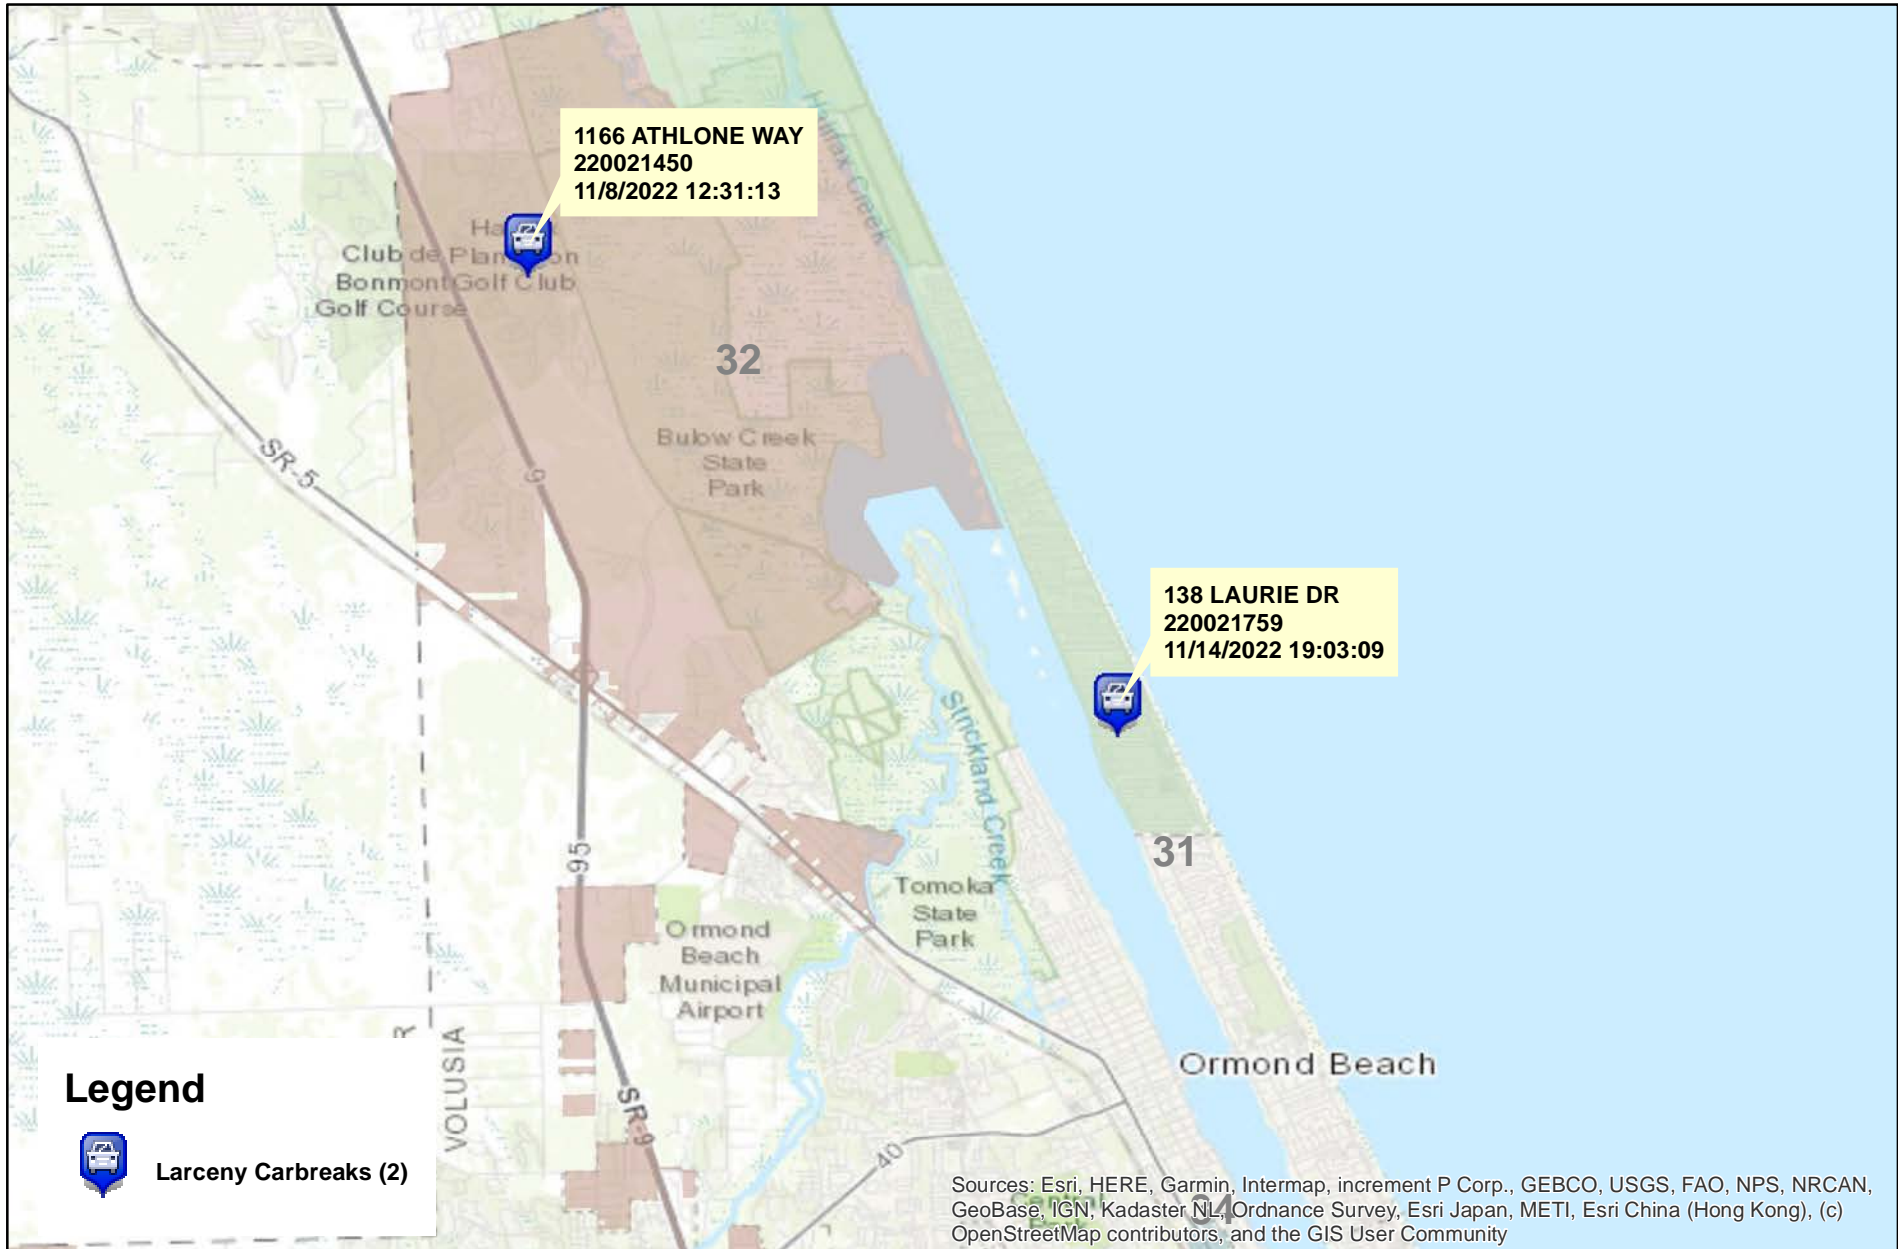 1166 ATHLONE WAY
220021450
11/8/2022 12:31:13
Halifax Creek
Club de
Bonmont
Golf Course
Golf Club
32
SR-5
9
Bulow Creek
State
Park
138 LAURIE DR
220021759
11/14/2022 19:03:09
Strickland Creek
31
95
Tomoka
State
Park
Ormond
Beach
Municipal
Airport
R
VOLUSIA
SR-9
40
Ormond Beach
34
Legend
Larceny Carbreaks (2)
Sources: Esri, HERE, Garmin, Intermap, increment P Corp., GEBCO, USGS, FAO, NPS, NRCAN,
GeoBase, IGN, Kadaster NL, Ordnance Survey, Esri Japan, METI, Esri China (Hong Kong), (c)
OpenStreetMap contributors, and the GIS User Community